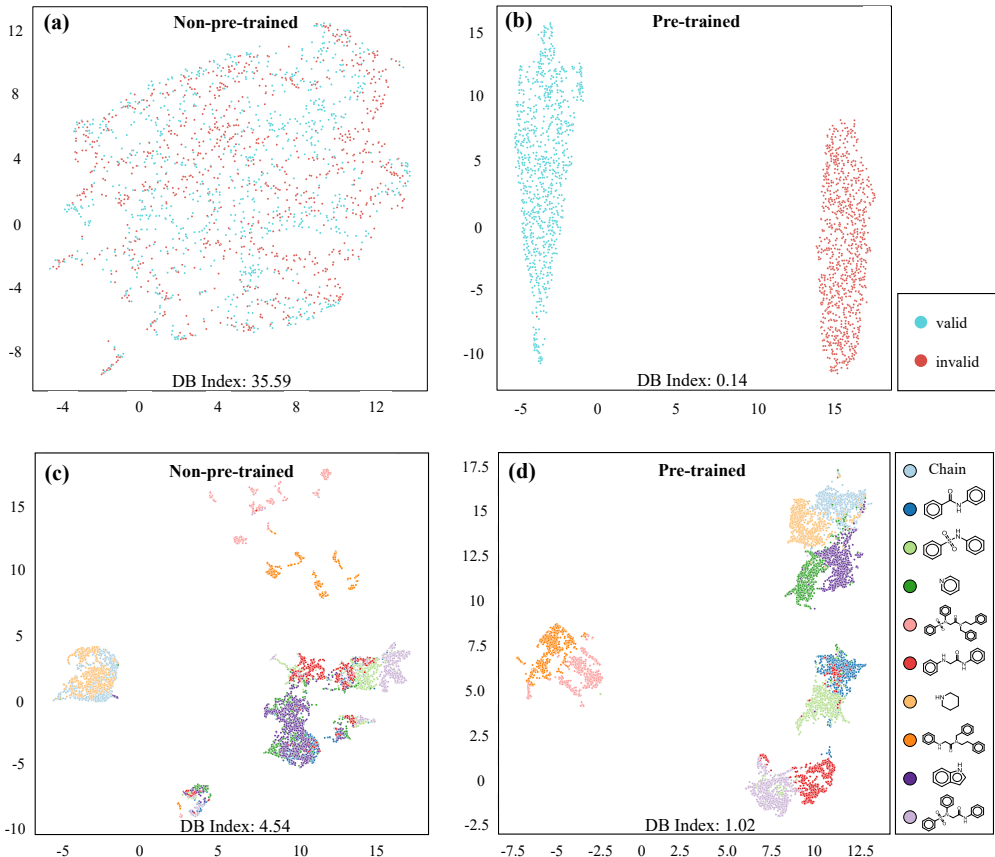 (a) Non-pre-trained
12
8
4
0
-4
-8
DB Index: 35.59
-4 0 4 8 12
(b) Pre-trained
15
10
5
0
-5
-10
DB Index: 0.14
-5 0 5 10 15
valid
invalid
(c) Non-pre-trained
15
10
5
0
-5
-10
DB Index: 4.54
-5 0 5 10 15
(d) Pre-trained
17.5
15
12.5
10
7.5
5.0
2.5
0
-2.5
DB Index: 1.02
-7.5 -5 -2.5 0 2.5 5 7.5 10 12.5
Chain